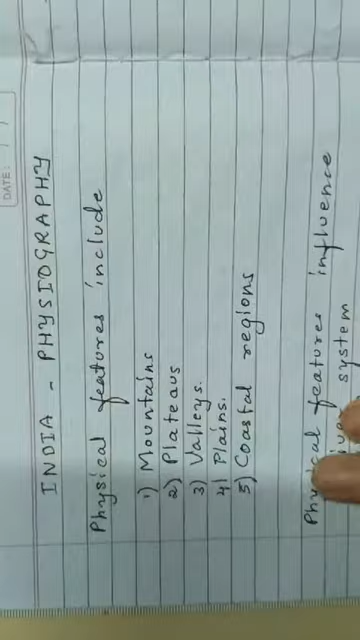 DATE: / /
INDIA - PHYSIOGRAPHY
Physical features include
1) Mountains
2) Plateaus
3) Valleys.
4) Plains.
5) Coastal regions
Physical features influence
system